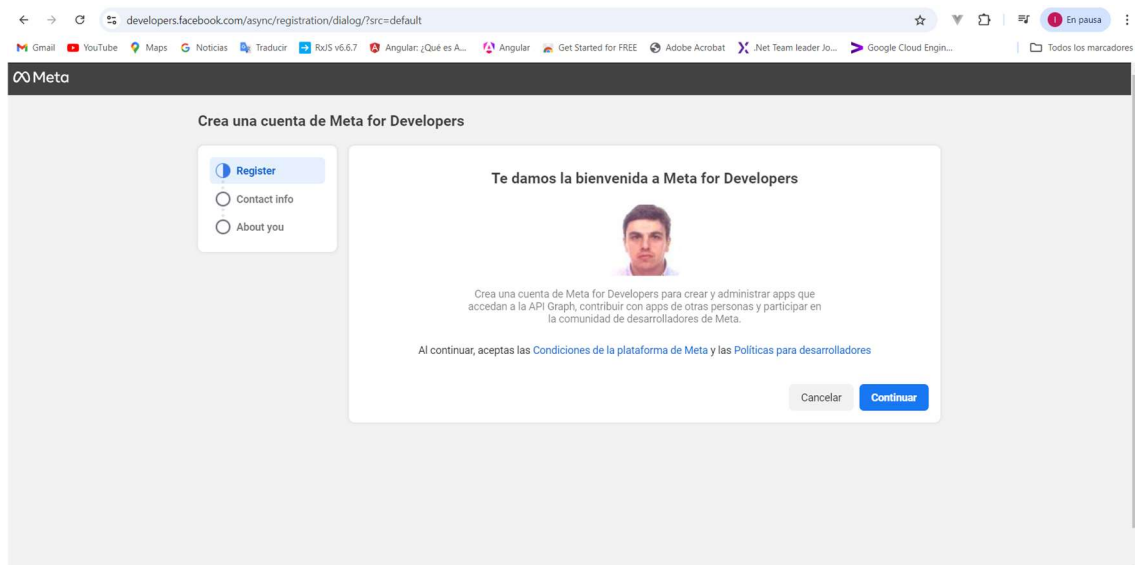 developers.facebook.com/async/registration/dialog/?src=default
En pausa
Gmail YouTube Maps Noticias Traducir RxJS v6.6.7 Angular: ¿Qué es A... Angular Get Started for FREE Adobe Acrobat .Net Team leader Jo... Google Cloud Engin... Todos los marcadores
Meta
Crea una cuenta de Meta for Developers
Register
Contact info
About you
Te damos la bienvenida a Meta for Developers
Crea una cuenta de Meta for Developers para crear y administrar apps que
accedan a la API Graph, contribuir con apps de otras personas y participar en
la comunidad de desarrolladores de Meta.
Al continuar, aceptas las Condiciones de la plataforma de Meta y las Políticas para desarrolladores
Cancelar Continuar